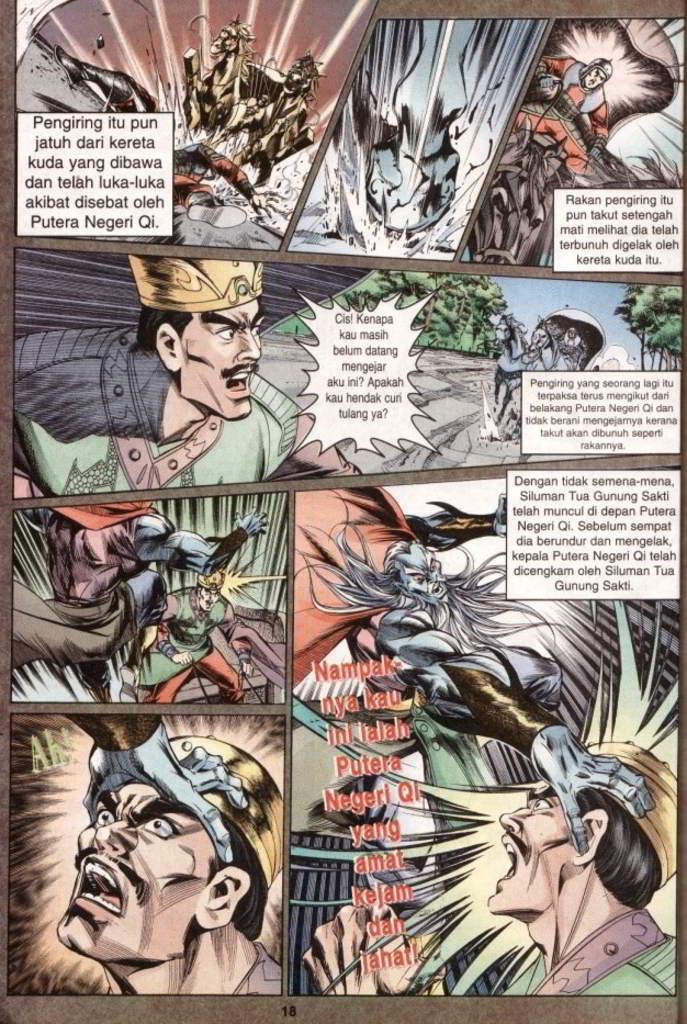 Pengiring itu pun
jatuh dari kereta
kuda yang dibawa
dan telah luka-luka
akibat disebat oleh
Putera Negeri Qi.
Rakan pengiring itu
pun takut setengah
mati melihat dia telah
terbunuh digelak oleh
kereta kuda itu.
Cis! Kenapa
kau masih
belum datang
mengejar
aku ini? Apakah
kau hendak curi
tulang ya?
Pengiring yang seorang lagi itu
terpaksa terus mengikut dari
belakang Putera Negeri Qi dan
tidak berani mengejarnya kerana
takut akan dibunuh seperti
rakannya.
Dengan tidak semena-mena,
Siluman Tua Gunung Sakti
telah muncul di depan Putera
Negeri Qi. Sebelum sempat
dia berundur dan mengelak,
kepala Putera Negeri Qi telah
dicengkam oleh Siluman Tua
Gunung Sakti.
Ah!
Nampak-
nya kau
ini ialah
Putera
Negeri Qi
yang
amat
kejam
dan
jahat!
18